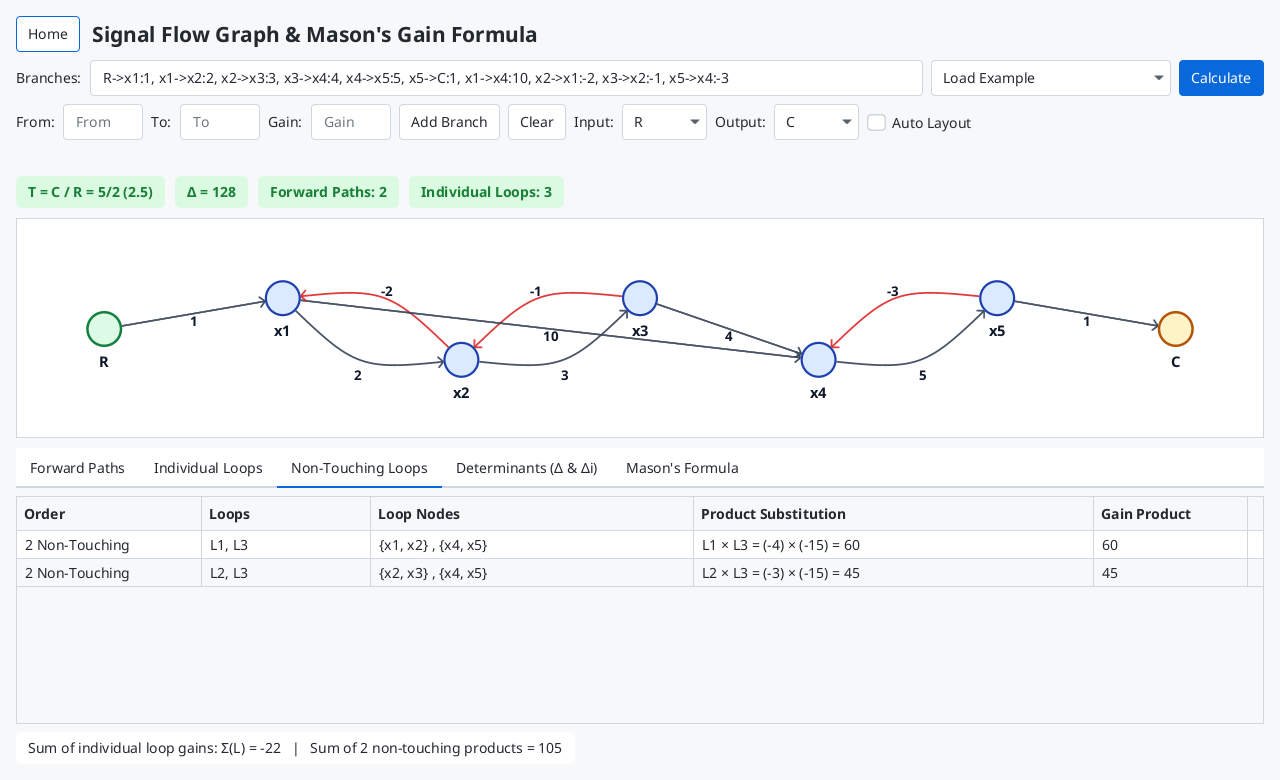 Home Signal Flow Graph & Mason's Gain Formula
Branches: R->x1:1, x1->x2:2, x2->x3:3, x3->x4:4, x4->x5:5, x5->C:1, x1->x4:10, x2->x1:-2, x3->x2:-1, x5->x4:-3 Load Example Calculate
From: From To: To Gain: Gain Add Branch Clear Input: R Output: C Auto Layout
T = C / R = 5/2 (2.5) Δ = 128 Forward Paths: 2 Individual Loops: 3
-2 -1 -3
1 1
x1 x3 x5
10 4
R C
2 3 5
x2 x4
Forward Paths Individual Loops Non-Touching Loops Determinants (Δ & Δi) Mason's Formula
Order Loops Loop Nodes Product Substitution Gain Product
2 Non-Touching L1, L3 {x1, x2} , {x4, x5} L1 × L3 = (-4) × (-15) = 60 60
2 Non-Touching L2, L3 {x2, x3} , {x4, x5} L2 × L3 = (-3) × (-15) = 45 45
Sum of individual loop gains: Σ(L) = -22 | Sum of 2 non-touching products = 105